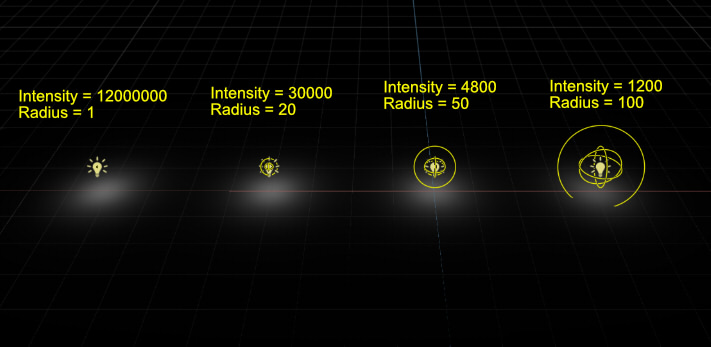 Intensity = 12000000
Radius = 1
Intensity = 30000
Radius = 20
Intensity = 4800
Radius = 50
Intensity = 1200
Radius = 100